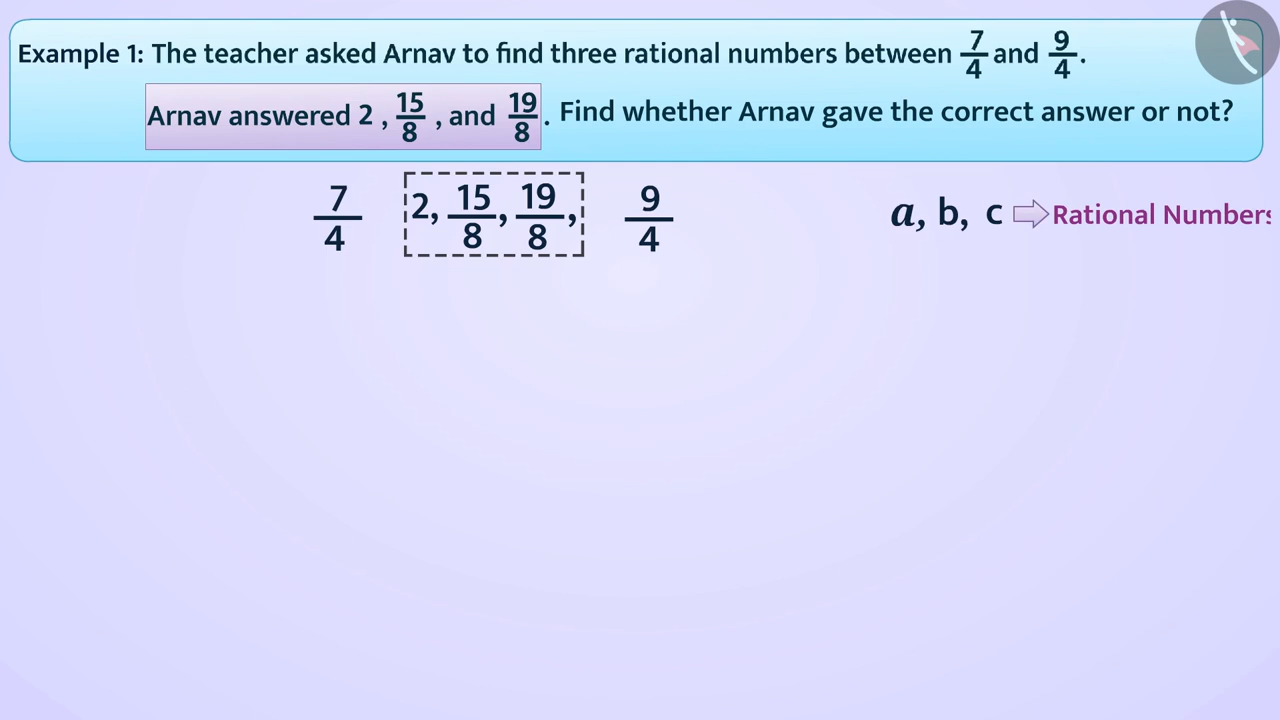 Example 1: The teacher asked Arnav to find three rational numbers between 7/4 and 9/4.
Arnav answered 2, 15/8, and 19/8. Find whether Arnav gave the correct answer or not?
7/4 2, 15/8, 19/8, 9/4 a, b, c ⇨ Rational Numbers